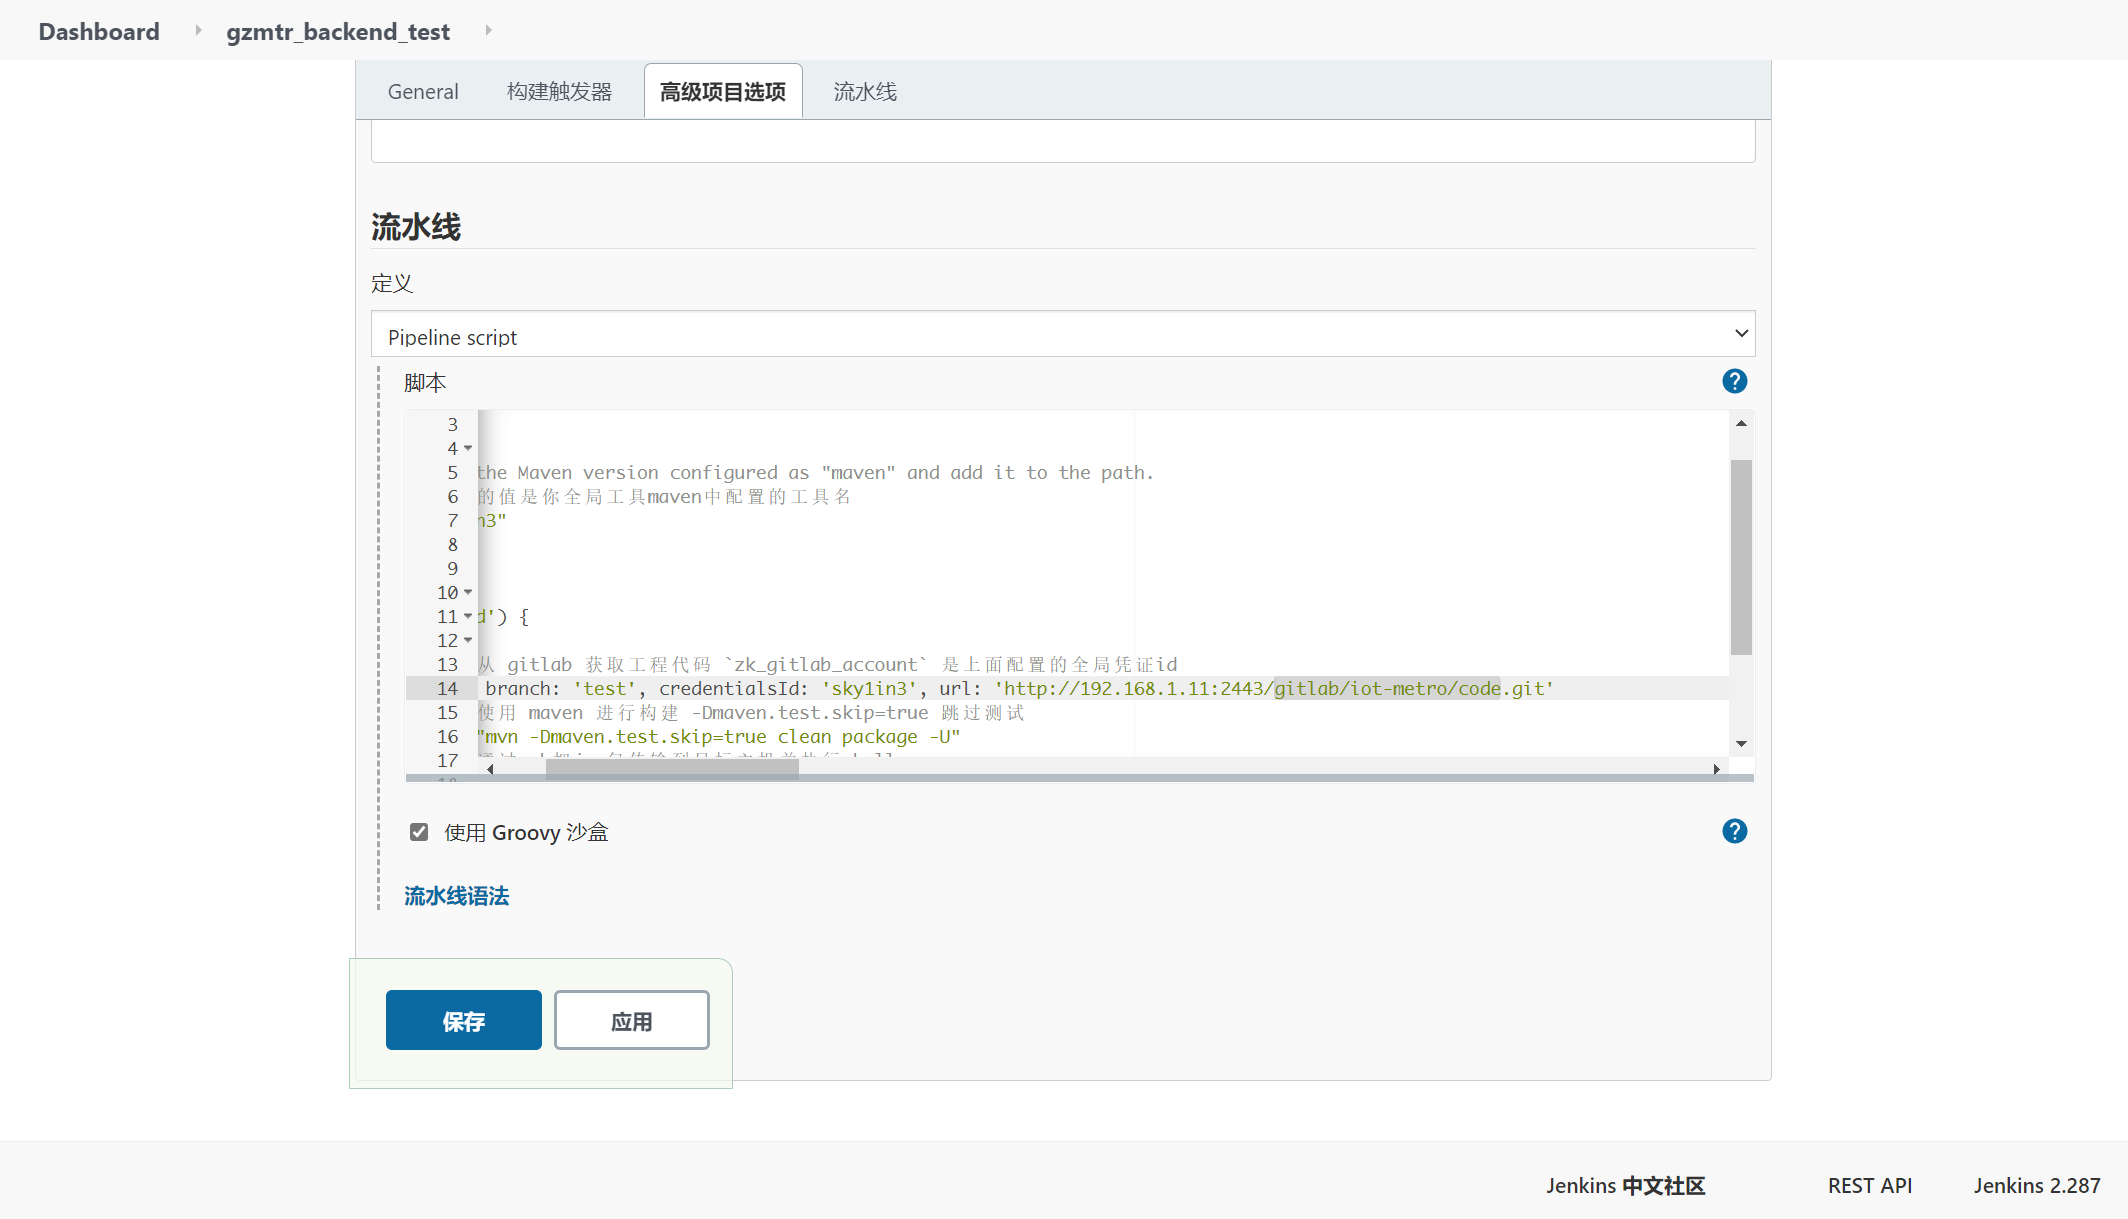 Dashboard gzmtr_backend_test
General 构建触发器 高级项目选项 流水线
流水线
定义
Pipeline script
脚本
3
4
5 the Maven version configured as "maven" and add it to the path.
6 的值是你全局工具maven中配置的工具名
7 n3"
8
9
10
11 d') {
12
13 从 gitlab 获取工程代码 `zk_gitlab_account` 是上面配置的全局凭证id
14 branch: 'test', credentialsId: 'sky1in3', url: 'http://192.168.1.11:2443/gitlab/iot-metro/code.git'
15 使用 maven 进行构建 -Dmaven.test.skip=true 跳过测试
16 "mvn -Dmaven.test.skip=true clean package -U"
17
使用 Groovy 沙盒
流水线语法
保存 应用
Jenkins 中文社区 REST API Jenkins 2.287